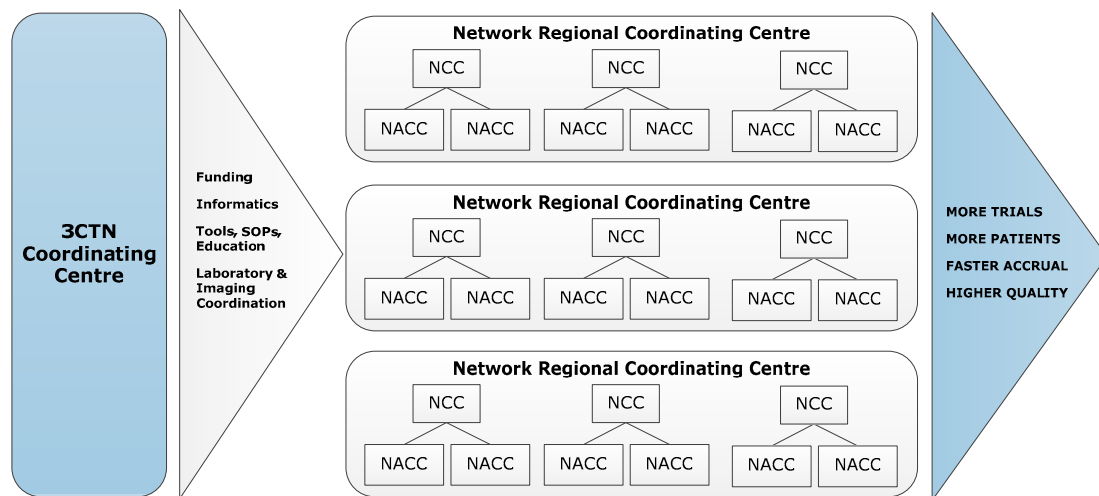 3CTN
Coordinating
Centre
Funding
Informatics
Tools, SOPs,
Education
Laboratory &
Imaging
Coordination
Network Regional Coordinating Centre
NCC NCC NCC
NACC NACC NACC NACC NACC NACC
Network Regional Coordinating Centre
NCC NCC NCC
NACC NACC NACC NACC NACC NACC
Network Regional Coordinating Centre
NCC NCC NCC
NACC NACC NACC NACC NACC NACC
MORE TRIALS
MORE PATIENTS
FASTER ACCRUAL
HIGHER QUALITY